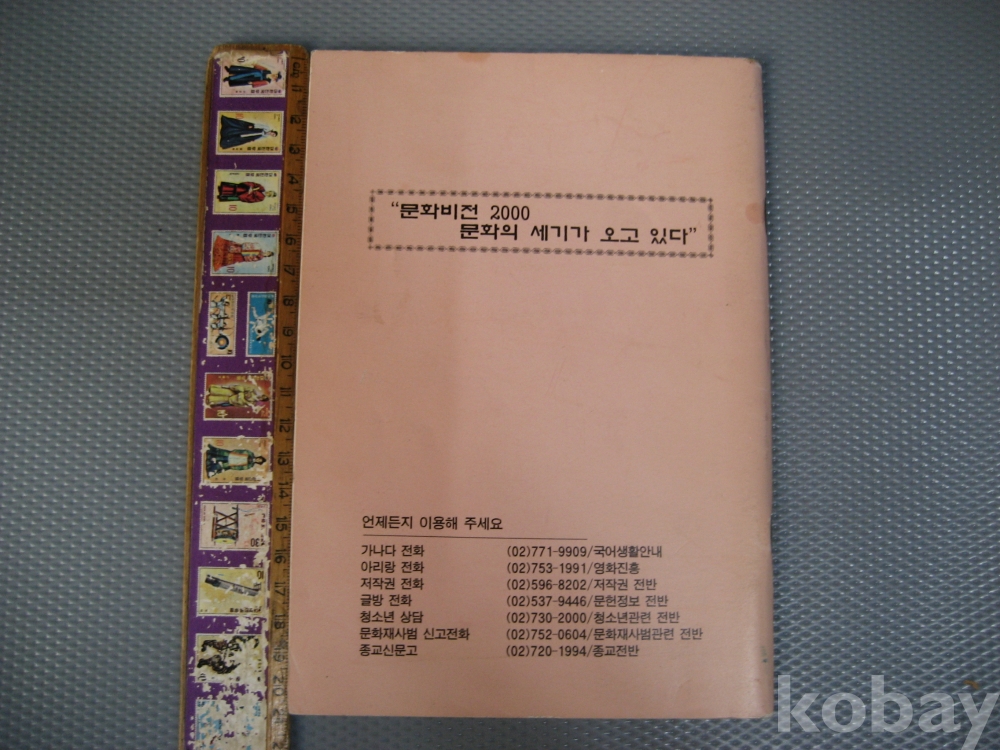 “문화비전 2000
문화의 세기가 오고 있다”
언제든지 이용해 주세요
가나다 전화 (02)771-9909/국어생활안내
아리랑 전화 (02)753-1991/영화진흥
저작권 전화 (02)596-8202/저작권 전반
글방 전화 (02)537-9446/문헌정보 전반
청소년 상담 (02)730-2000/청소년관련 전반
문화재사범 신고전화 (02)752-0604/문화재사범관련 전반
종교신문고 (02)720-1994/종교전반
kobay